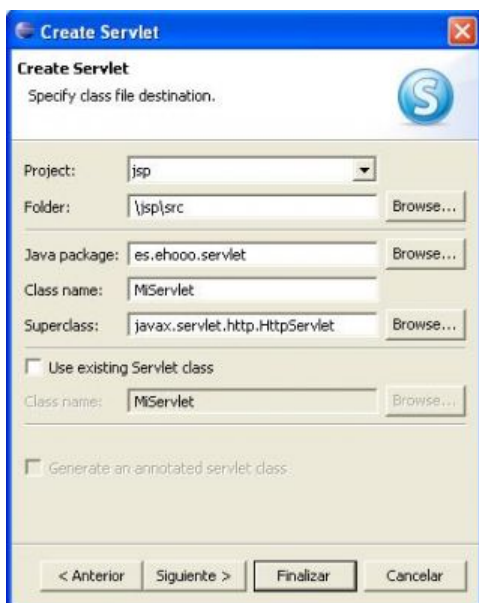 Create Servlet
Create Servlet
Specify class file destination.
S
Project: jsp
Folder: \jsp\src Browse...
Java package: es.ehooo.servlet Browse...
Class name: MiServlet
Superclass: javax.servlet.http.HttpServlet Browse...
Use existing Servlet class
Class name: MiServlet Browse...
Generate an annotated servlet class
< Anterior Siguiente > Finalizar Cancelar